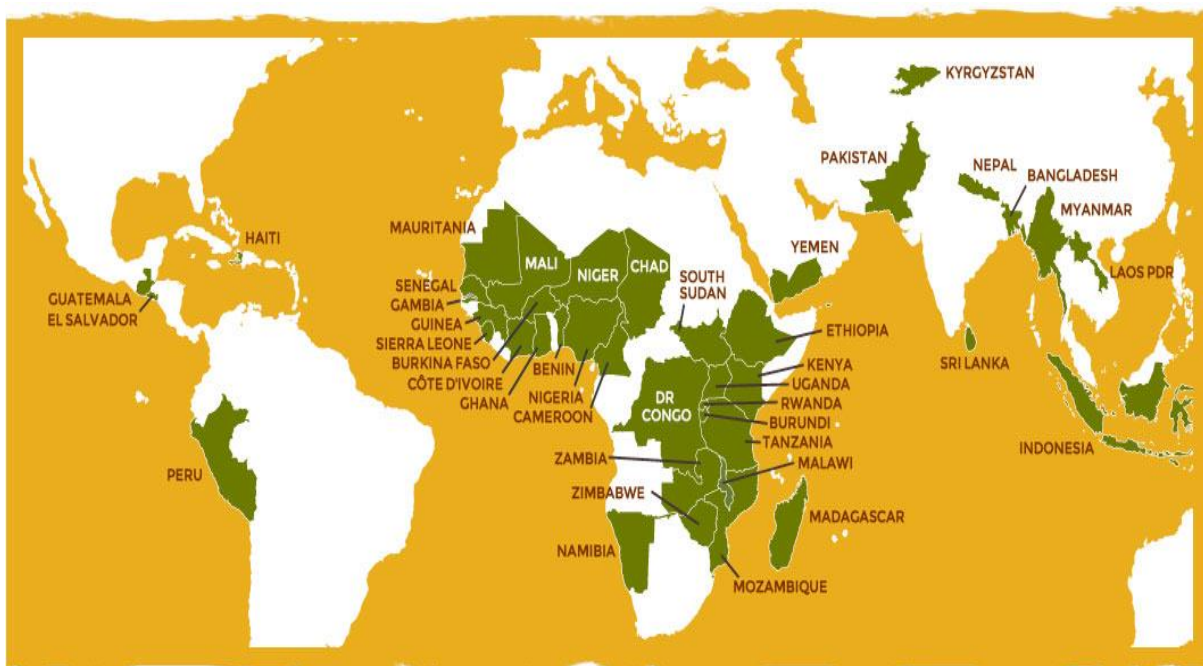 KYRGYZSTAN
PAKISTAN
NEPAL
BANGLADESH
MYANMAR
LAOS PDR
YEMEN
SRI LANKA
INDONESIA
HAITI
GUATEMALA
EL SALVADOR
PERU
MAURITANIA
MALI
NIGER
CHAD
SENEGAL
GAMBIA
GUINEA
SIERRA LEONE
BURKINA FASO
CÔTE D'IVOIRE
GHANA
BENIN
NIGERIA
CAMEROON
SOUTH
SUDAN
ETHIOPIA
KENYA
UGANDA
RWANDA
BURUNDI
TANZANIA
DR
CONGO
ZAMBIA
MALAWI
ZIMBABWE
MADAGASCAR
NAMIBIA
MOZAMBIQUE